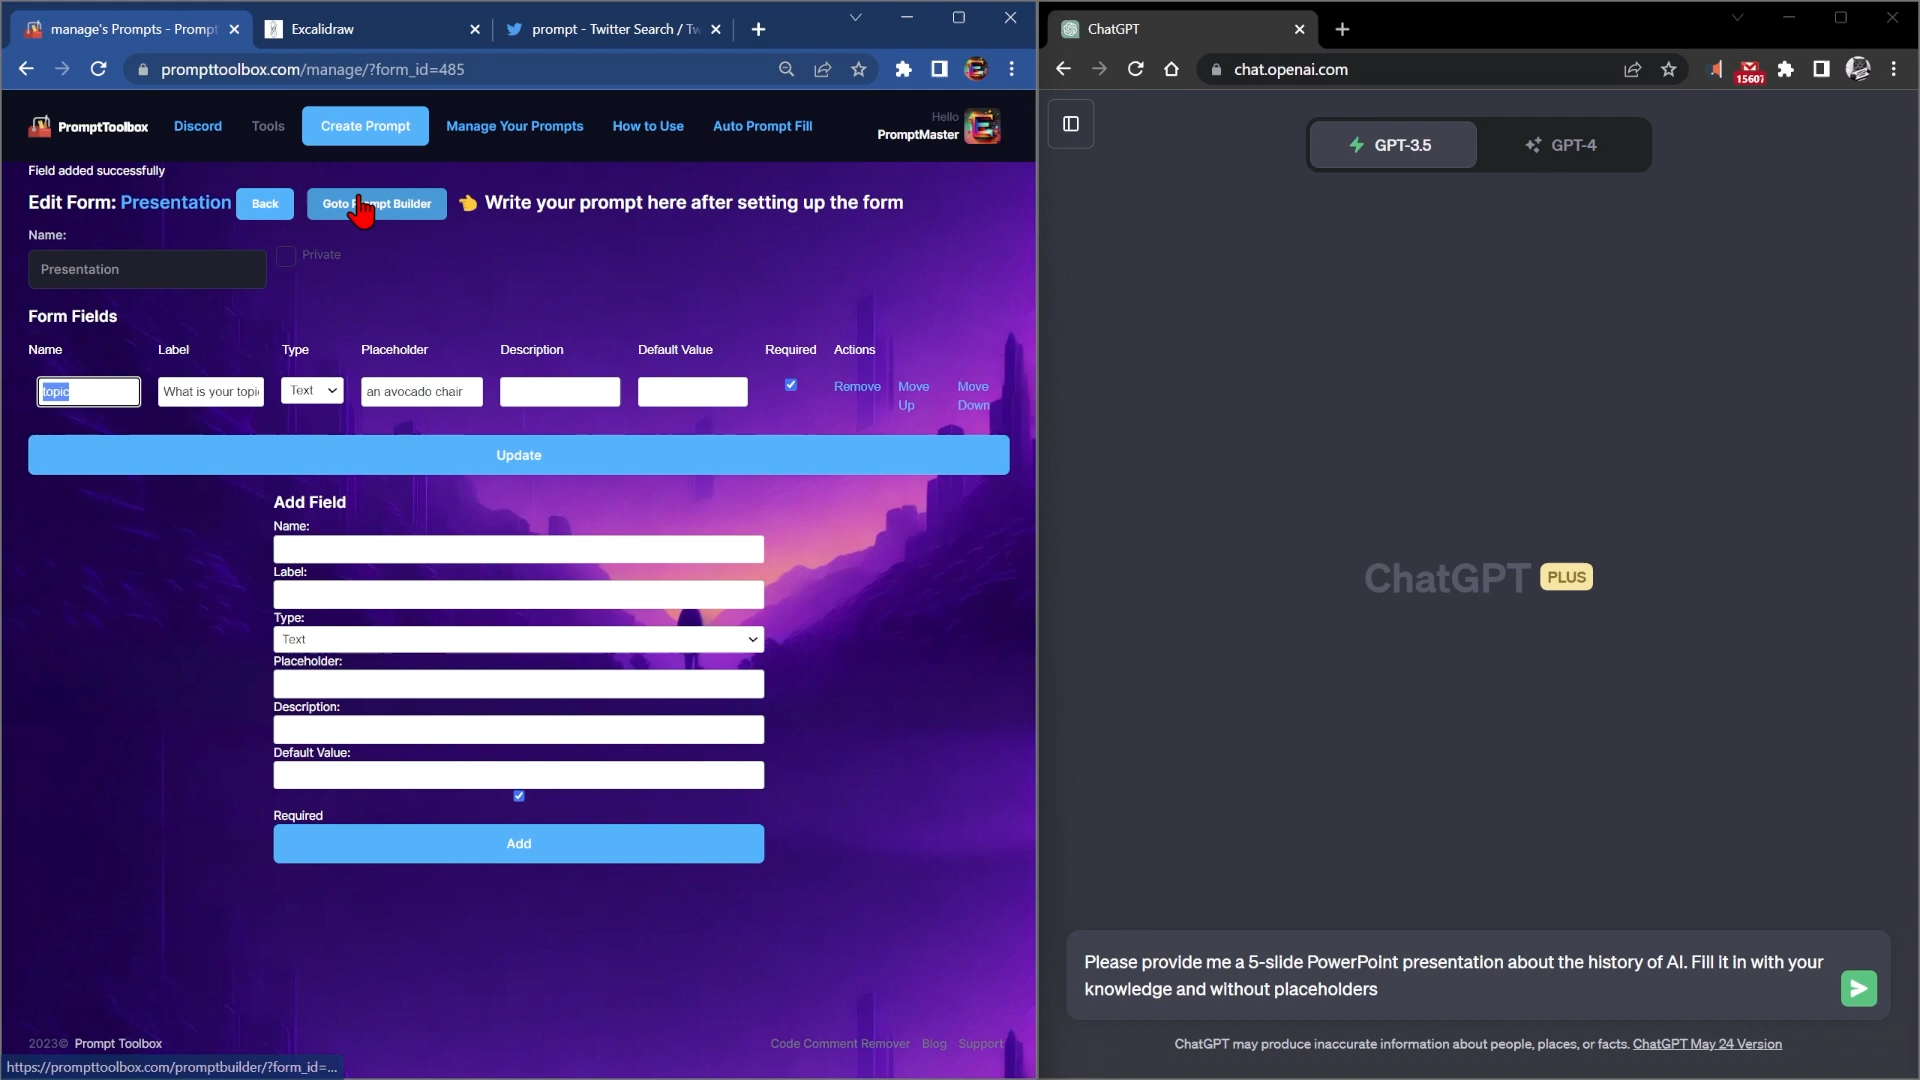 manage's Prompts - Prompt
Excalidraw
prompt - Twitter Search / Tw
prompttoolbox.com/manage/?form_id=485
PromptToolbox
Discord
Tools
Create Prompt
Manage Your Prompts
How to Use
Auto Prompt Fill
Hello
PromptMaster
Field added successfully
Edit Form: Presentation
Back
Goto Prompt Builder
Write your prompt here after setting up the form
Name:
Presentation
Private
Form Fields
Name
Label
Type
Placeholder
Description
Default Value
Required
Actions
topic
What is your topi
Text
an avocado chair
Remove
Move Up
Move Down
Update
Add Field
Name:
Label:
Type:
Text
Placeholder:
Description:
Default Value:
Required
Add
2023© Prompt Toolbox
Code Comment Remover
Blog
Support
https://prompttoolbox.com/promptbuilder/?form_id=...
ChatGPT
chat.openai.com
15607
GPT-3.5
GPT-4
ChatGPT PLUS
Please provide me a 5-slide PowerPoint presentation about the history of AI. Fill it in with your
knowledge and without placeholders
ChatGPT may produce inaccurate information about people, places, or facts. ChatGPT May 24 Version